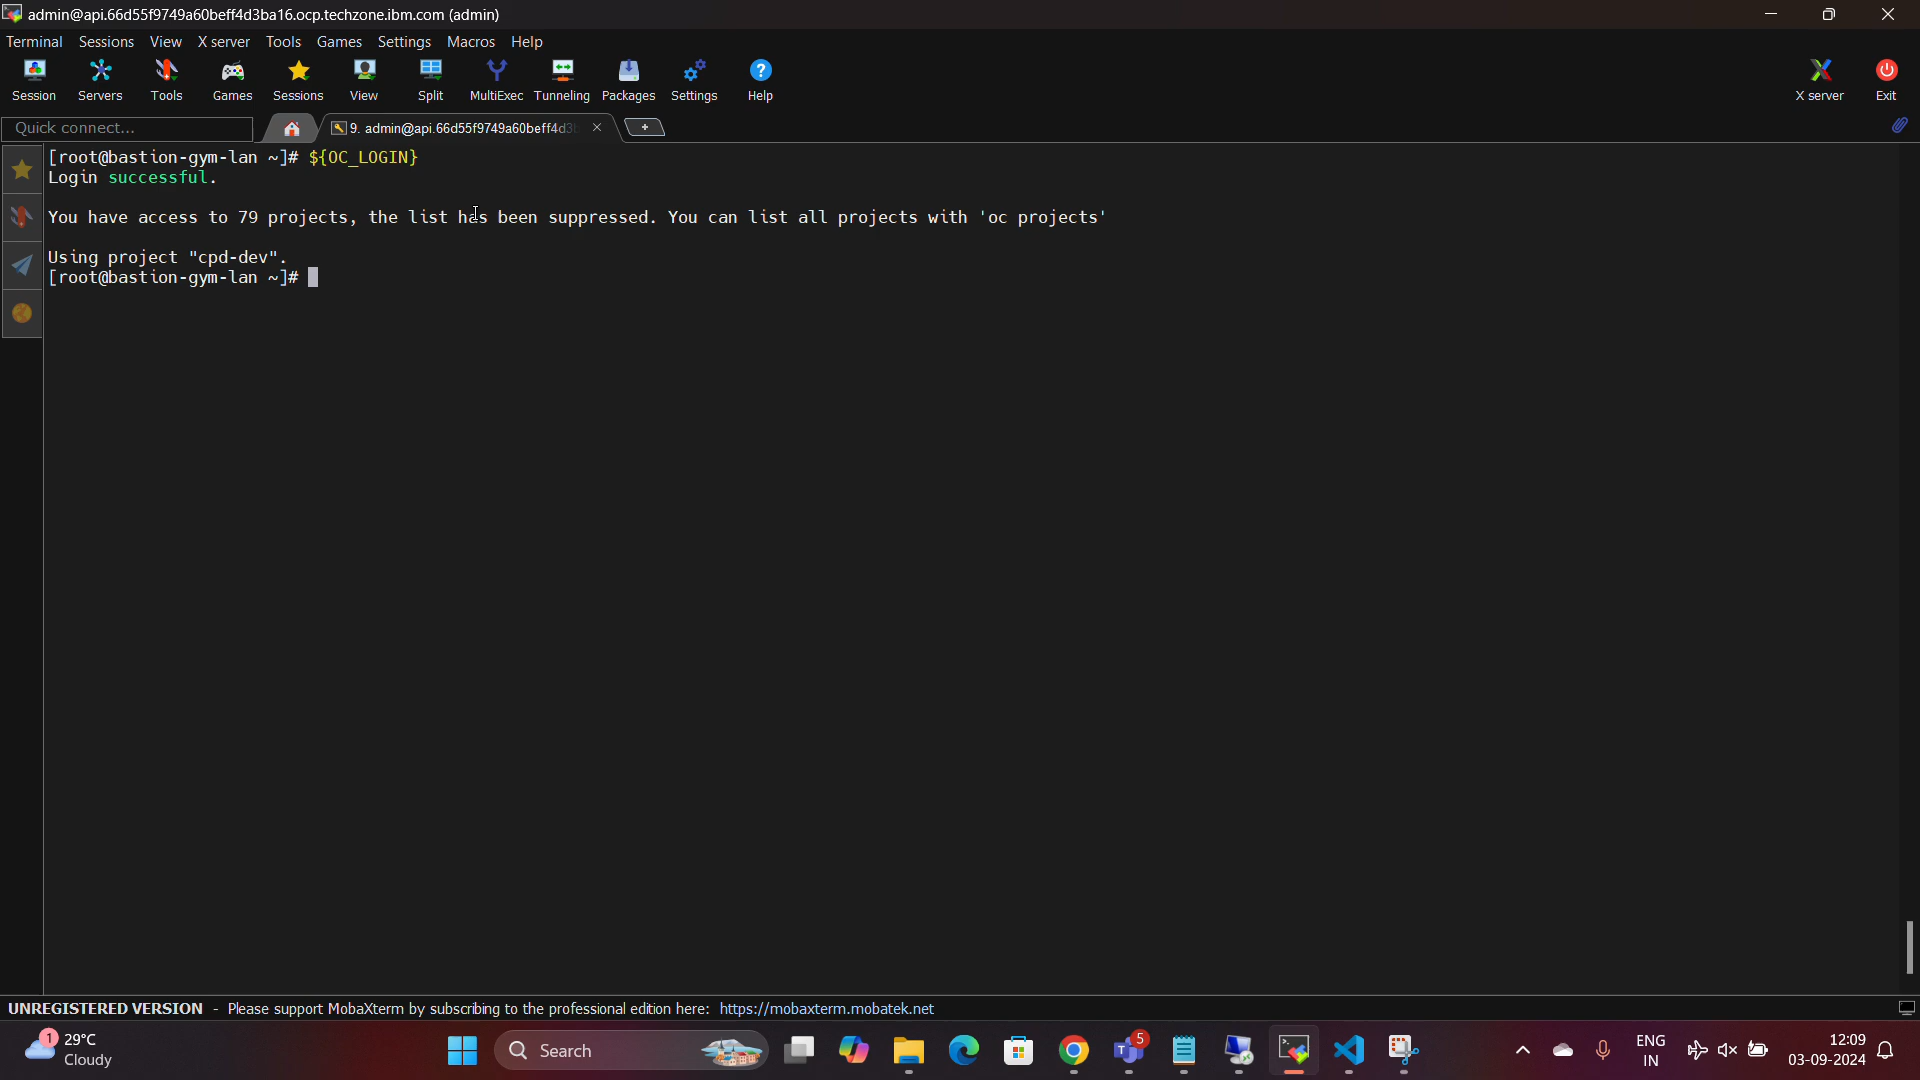 admin@api.66d55f9749a60beff4d3ba16.ocp.techzone.ibm.com (admin)
Terminal Sessions View X server Tools Games Settings Macros Help
Session Servers Tools Games Sessions View Split MultiExec Tunneling Packages Settings Help X server Exit
Quick connect...
9. admin@api.66d55f9749a60beff4d3
[root@bastion-gym-lan ~]# ${OC_LOGIN}
Login successful.
You have access to 79 projects, the list has been suppressed. You can list all projects with 'oc projects'
Using project "cpd-dev".
[root@bastion-gym-lan ~]#
UNREGISTERED VERSION - Please support MobaXterm by subscribing to the professional edition here: https://mobaxterm.mobatek.net
1
29°C
Cloudy
Search
5
ENG
IN
12:09
03-09-2024